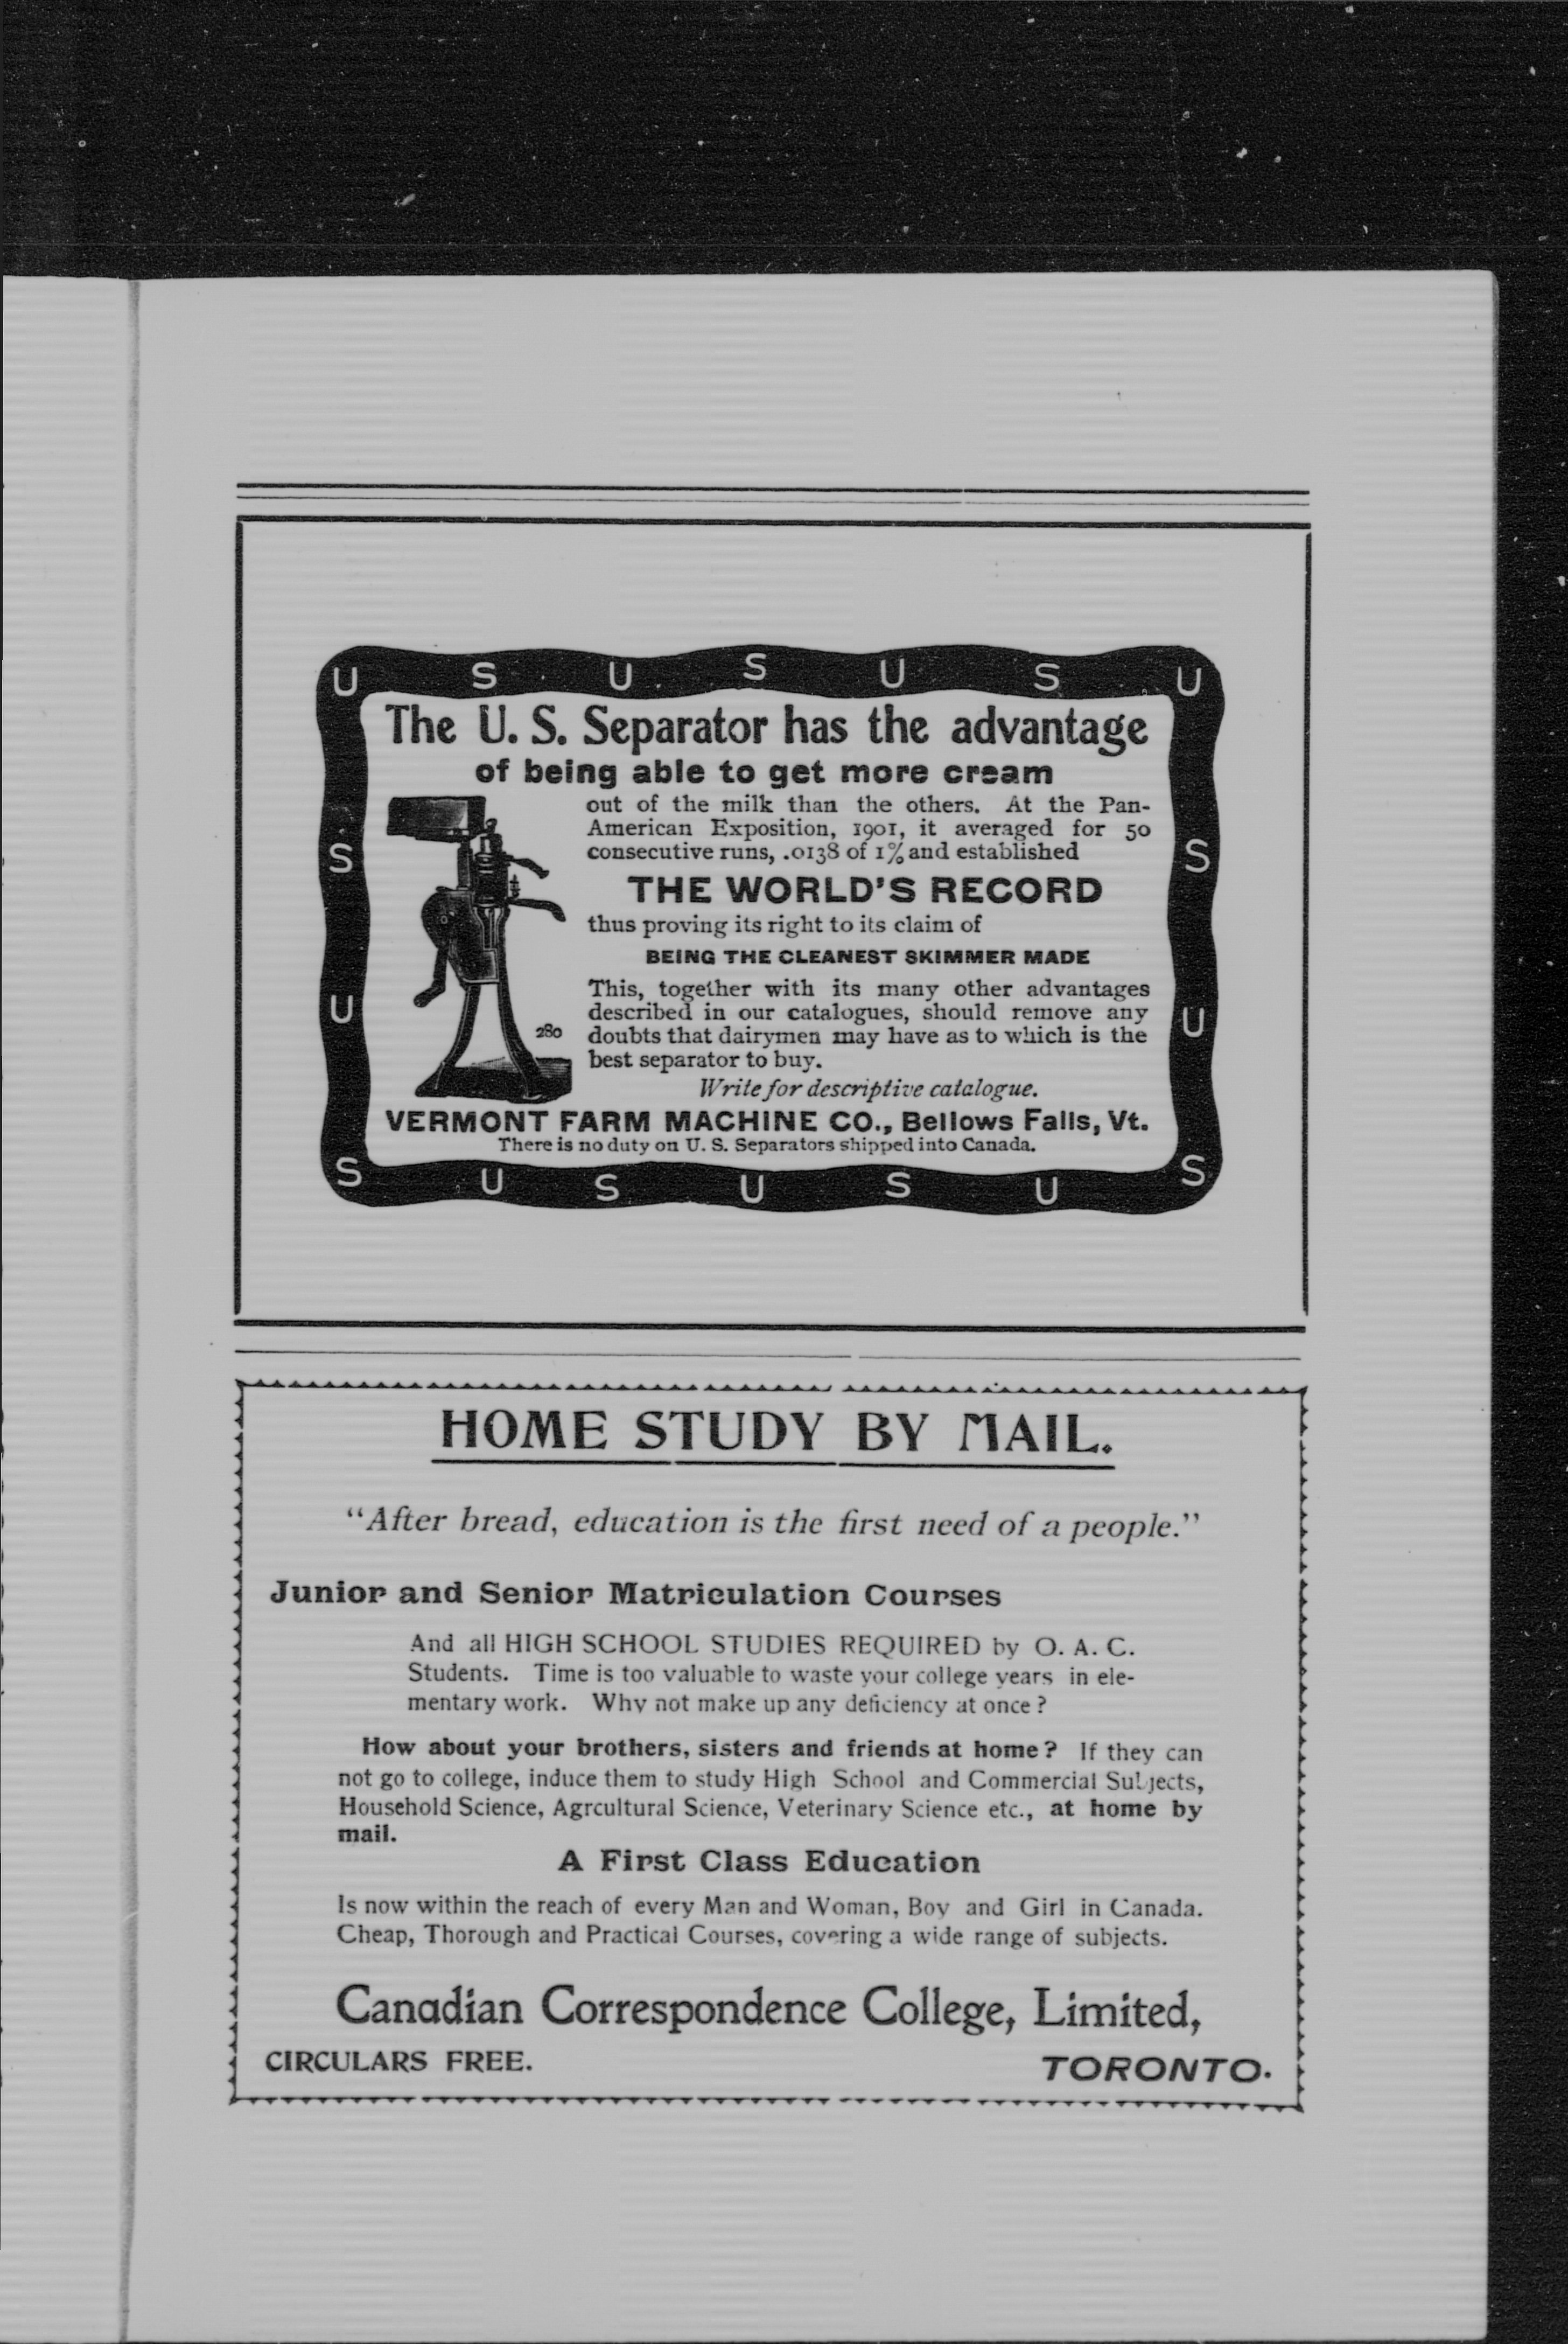 U S U S U S U
The U. S. Separator has the advantage
of being able to get more cream
out of the milk than the others. At the Pan-
American Exposition, 1901, it averaged for 50
consecutive runs, .0138 of 1% and established
S S
THE WORLD'S RECORD
thus proving its right to its claim of
BEING THE CLEANEST SKIMMER MADE
This, together with its many other advantages
described in our catalogues, should remove any
U U
280
doubts that dairymen may have as to which is the
best separator to buy.
Write for descriptive catalogue.
VERMONT FARM MACHINE CO., Bellows Falls, Vt.
There is no duty on U. S. Separators shipped into Canada.
S U S U S U S
HOME STUDY BY MAIL.
"After bread, education is the first need of a people."
Junior and Senior Matriculation Courses
And all HIGH SCHOOL STUDIES REQUIRED by O. A. C.
Students. Time is too valuable to waste your college years in ele-
mentary work. Why not make up any deficiency at once ?
How about your brothers, sisters and friends at home? If they can
not go to college, induce them to study High School and Commercial Subjects,
Household Science, Agrcultural Science, Veterinary Science etc., at home by
mail.
A First Class Education
Is now within the reach of every Man and Woman, Boy and Girl in Canada.
Cheap, Thorough and Practical Courses, covering a wide range of subjects.
Canadian Correspondence College, Limited,
CIRCULARS FREE.
TORONTO.